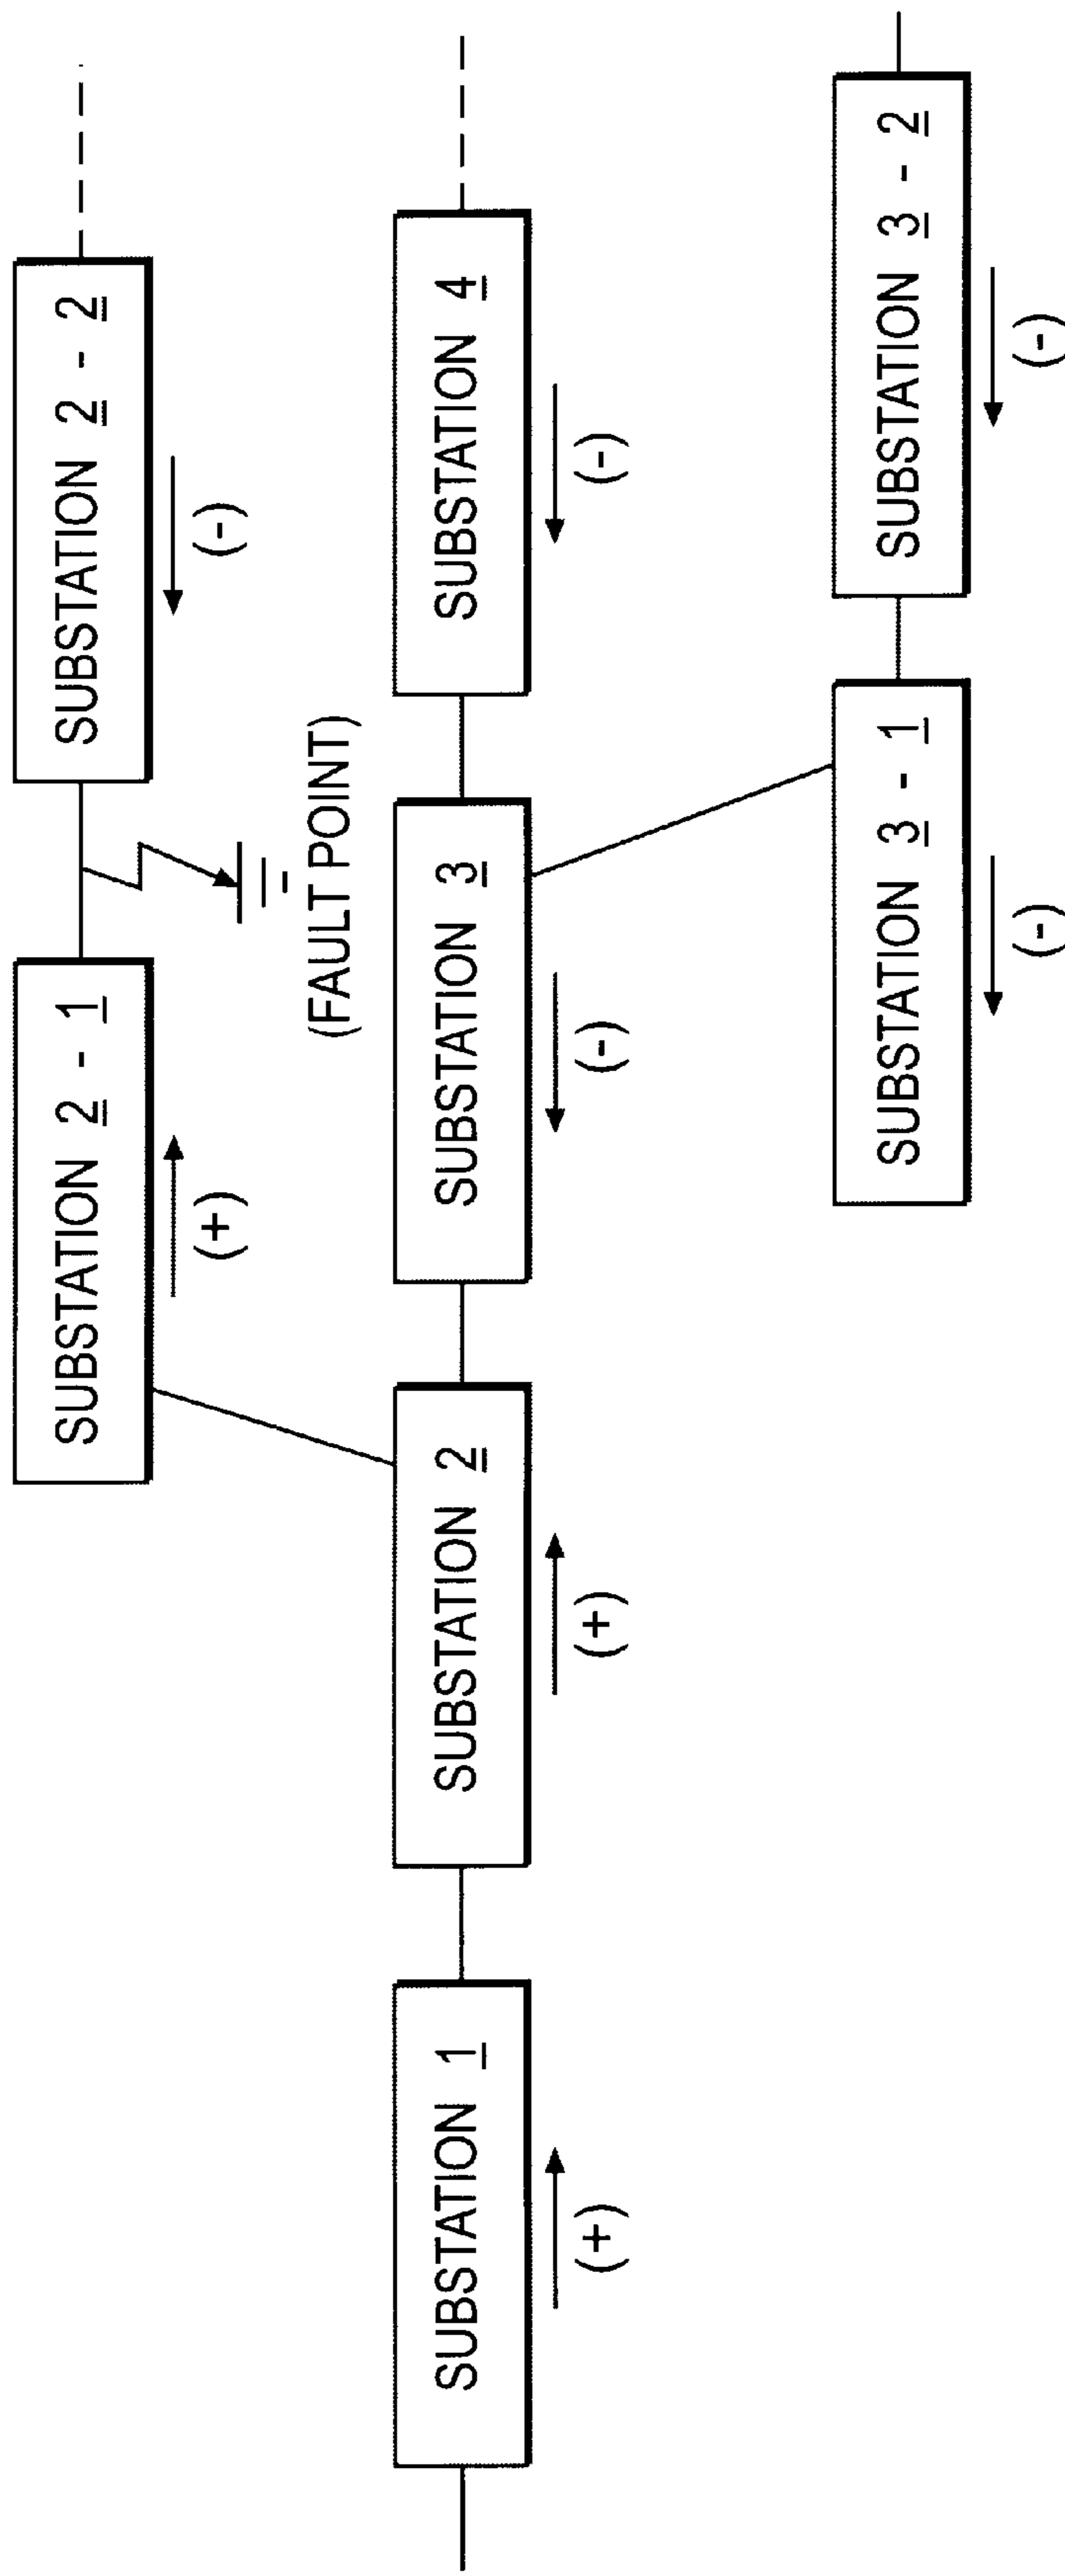 SUBSTATION 2 - 1
(+)
SUBSTATION 2 - 2
(-)
(FAULT POINT)
SUBSTATION 1
(+)
SUBSTATION 2
(+)
SUBSTATION 3
(-)
SUBSTATION 4
(-)
SUBSTATION 3 - 1
(-)
SUBSTATION 3 - 2
(-)